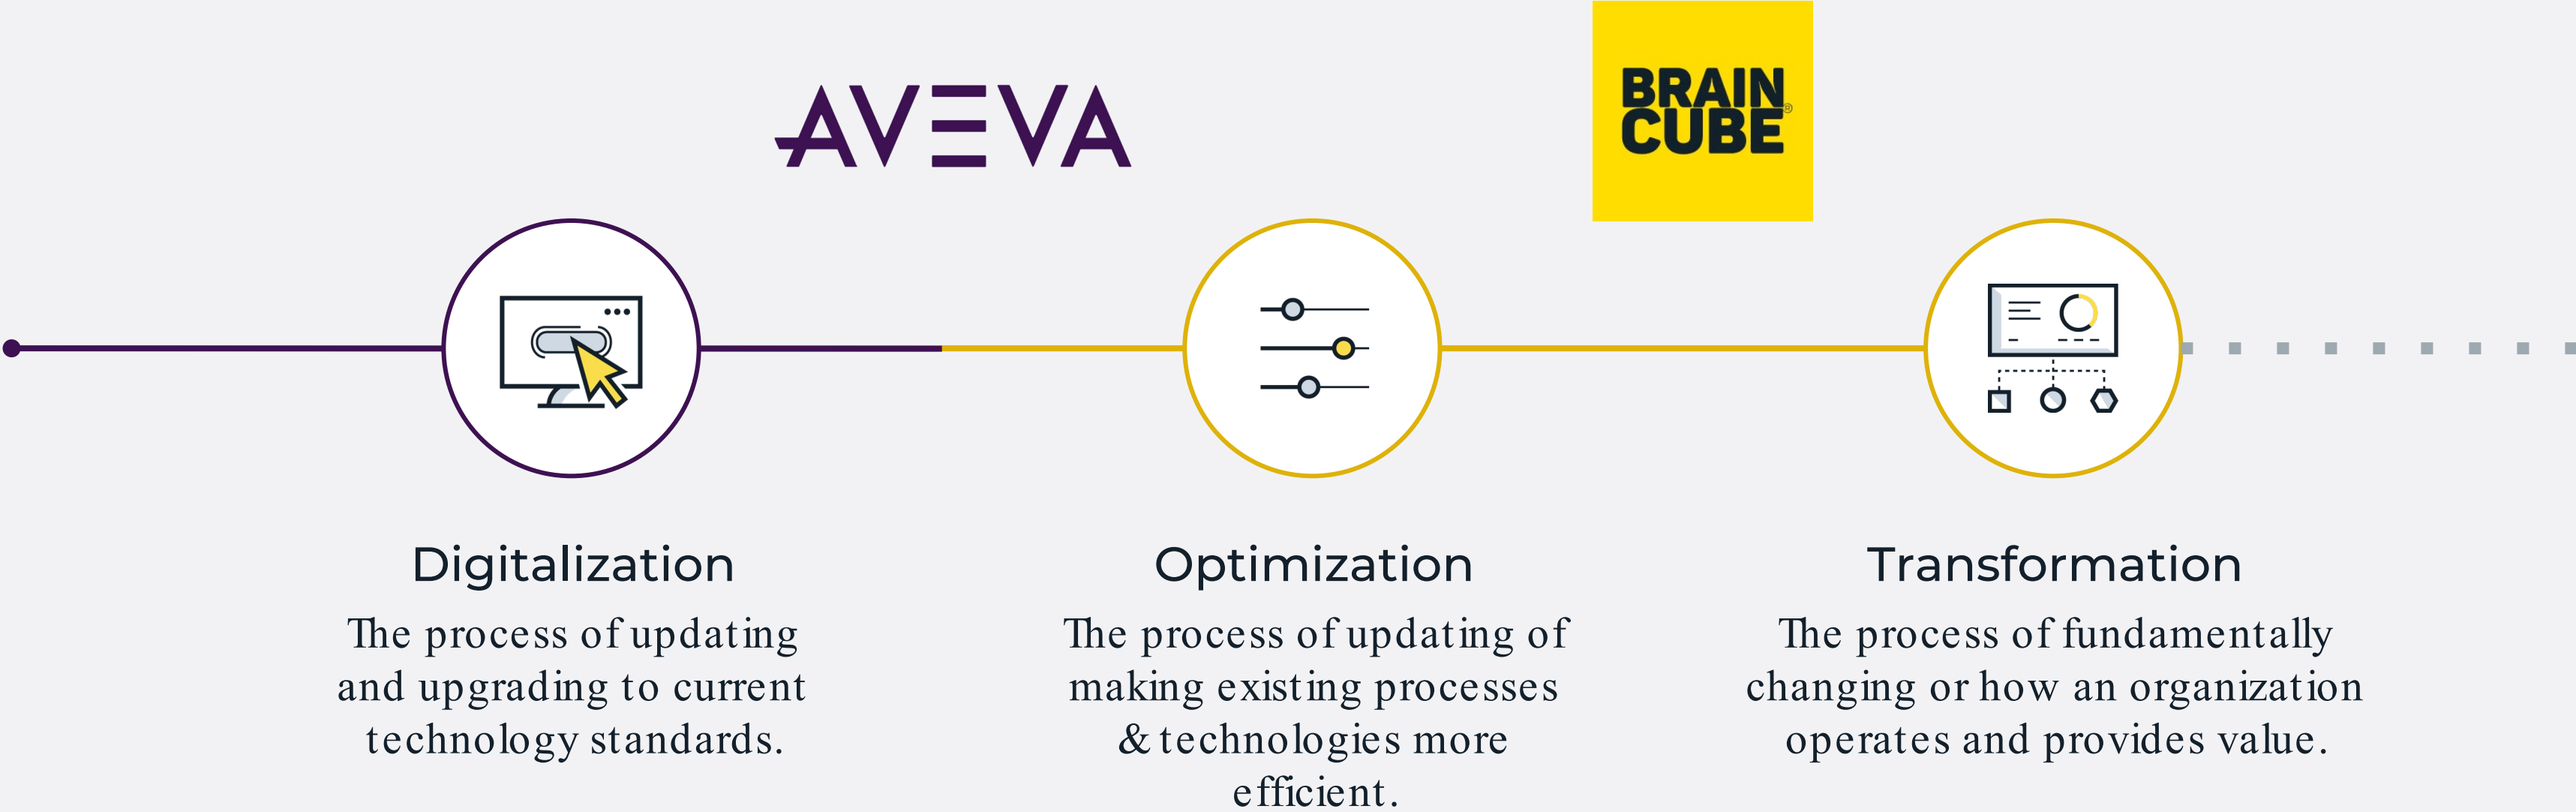 AVEVA
BRAIN
CUBE®
Digitalization
The process of updating
and upgrading to current
technology standards.
Optimization
The process of updating of
making existing processes
& technologies more
efficient.
Transformation
The process of fundamentally
changing or how an organization
operates and provides value.